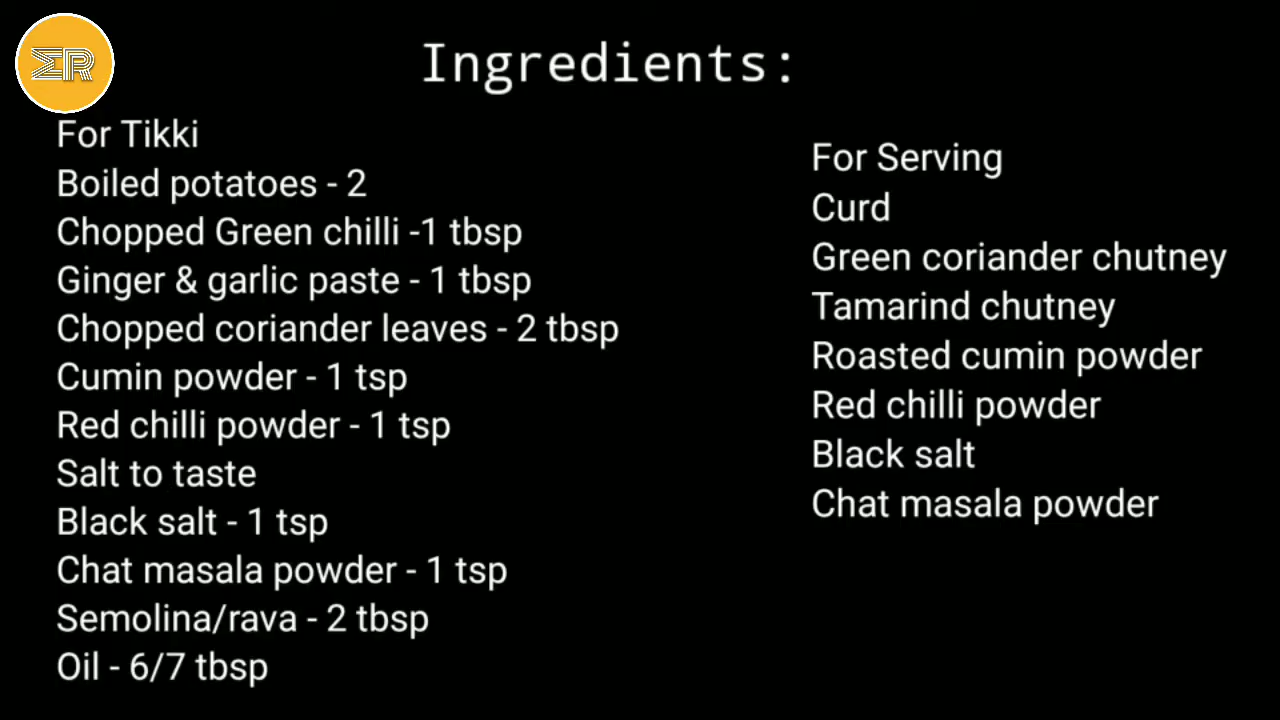 ΣR
Ingredients:
For Tikki
Boiled potatoes - 2
Chopped Green chilli -1 tbsp
Ginger & garlic paste - 1 tbsp
Chopped coriander leaves - 2 tbsp
Cumin powder - 1 tsp
Red chilli powder - 1 tsp
Salt to taste
Black salt - 1 tsp
Chat masala powder - 1 tsp
Semolina/rava - 2 tbsp
Oil - 6/7 tbsp
For Serving
Curd
Green coriander chutney
Tamarind chutney
Roasted cumin powder
Red chilli powder
Black salt
Chat masala powder